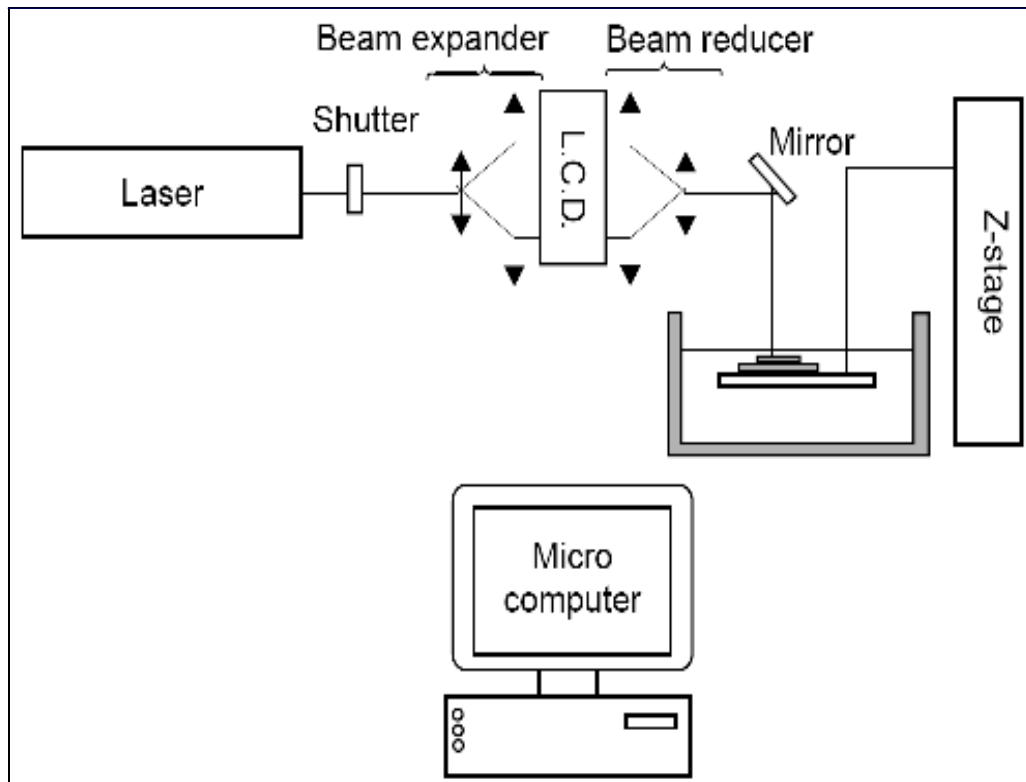 Beam expander
Beam reducer
Shutter
Mirror
Laser
L.C.D.
Z-stage
Micro
computer